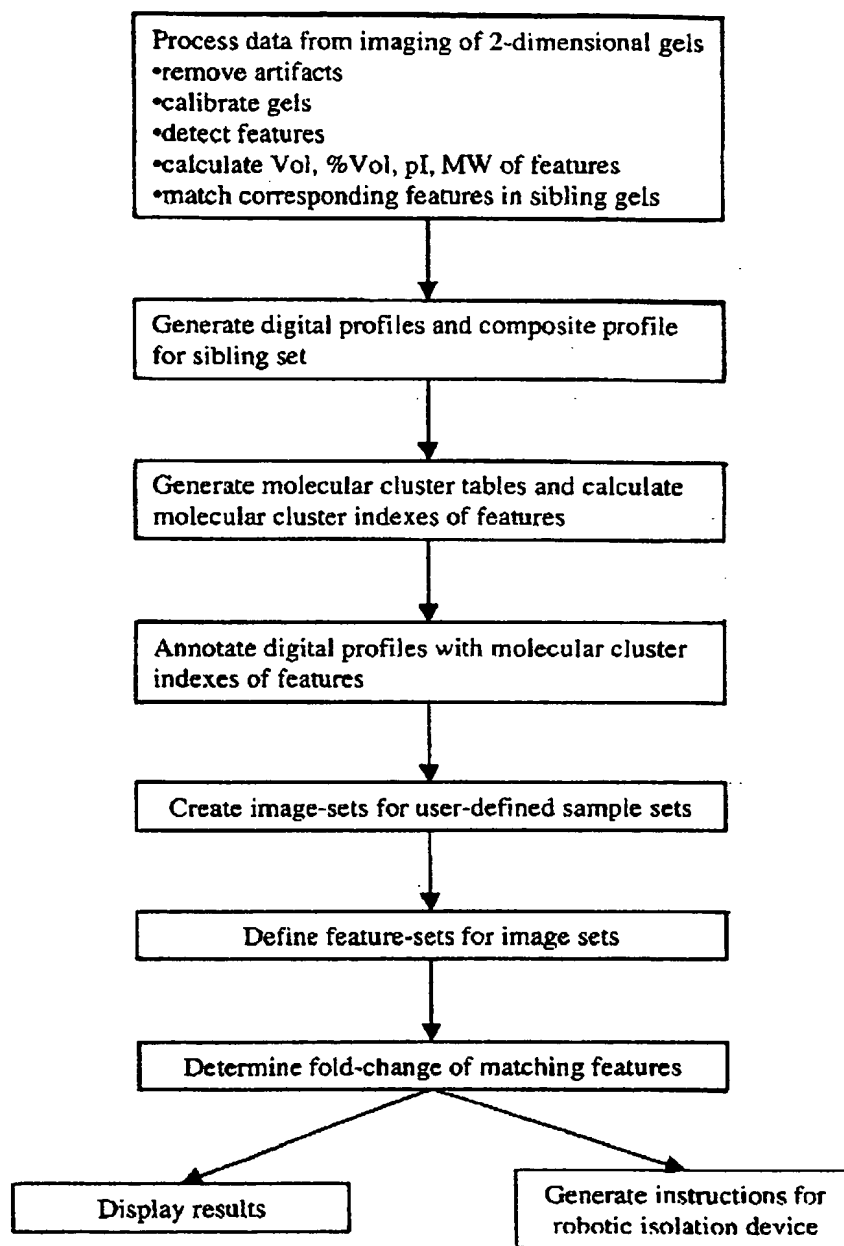 Process data from imaging of 2-dimensional gels
•remove artifacts
•calibrate gels
•detect features
•calculate Vol, %Vol, pI, MW of features
•match corresponding features in sibling gels
Generate digital profiles and composite profile
for sibling set
Generate molecular cluster tables and calculate
molecular cluster indexes of features
Annotate digital profiles with molecular cluster
indexes of features
Create image-sets for user-defined sample sets
Define feature-sets for image sets
Determine fold-change of matching features
Display results
Generate instructions for
robotic isolation device